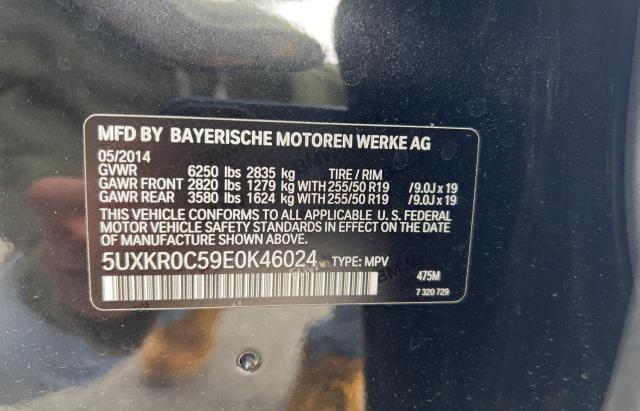 MFD BY BAYERISCHE MOTOREN WERKE AG
05/2014
GVWR 6250 lbs 2835 kg TIRE / RIM
GAWR FRONT 2820 lbs 1279 kg WITH 255/50 R19 /9.0J x 19
GAWR REAR 3580 lbs 1624 kg WITH 255/50 R19 /9.0J x 19
THIS VEHICLE CONFORMS TO ALL APPLICABLE U. S. FEDERAL
MOTOR VEHICLE SAFETY STANDARDS IN EFFECT ON THE DATE
OF MANUFACTURE SHOWN ABOVE.
5UXKR0C59E0K46024 TYPE: MPV
475M
7 320 729